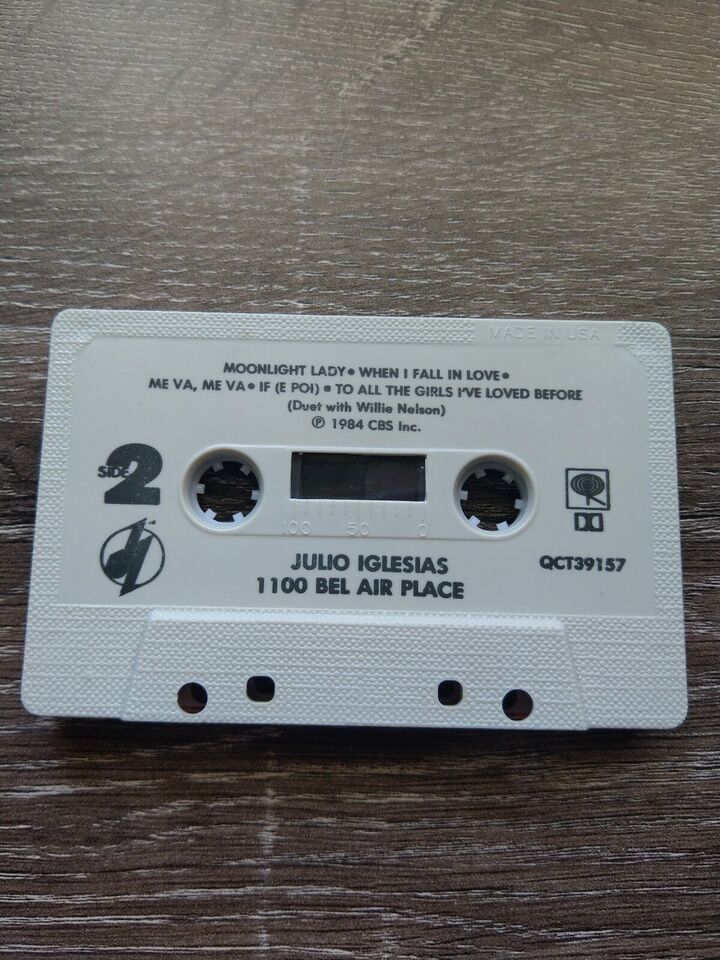 MADE IN USA
MOONLIGHT LADY • WHEN I FALL IN LOVE •
ME VA, ME VA • IF (E POI) ▪ TO ALL THE GIRLS I'VE LOVED BEFORE
(Duet with Willie Nelson)
℗ 1984 CBS Inc.
SIDE 2
100 50 0
JULIO IGLESIAS
1100 BEL AIR PLACE
QCT39157